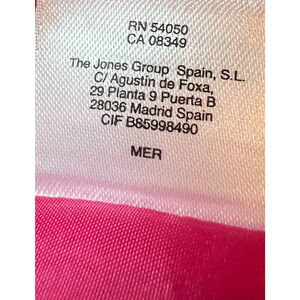 RN 54050
CA 08349
The Jones Group Spain, S.L.
C/ Agustín de Foxa,
29 Planta 9 Puerta B
28036 Madrid Spain
CIF B85998490
MER